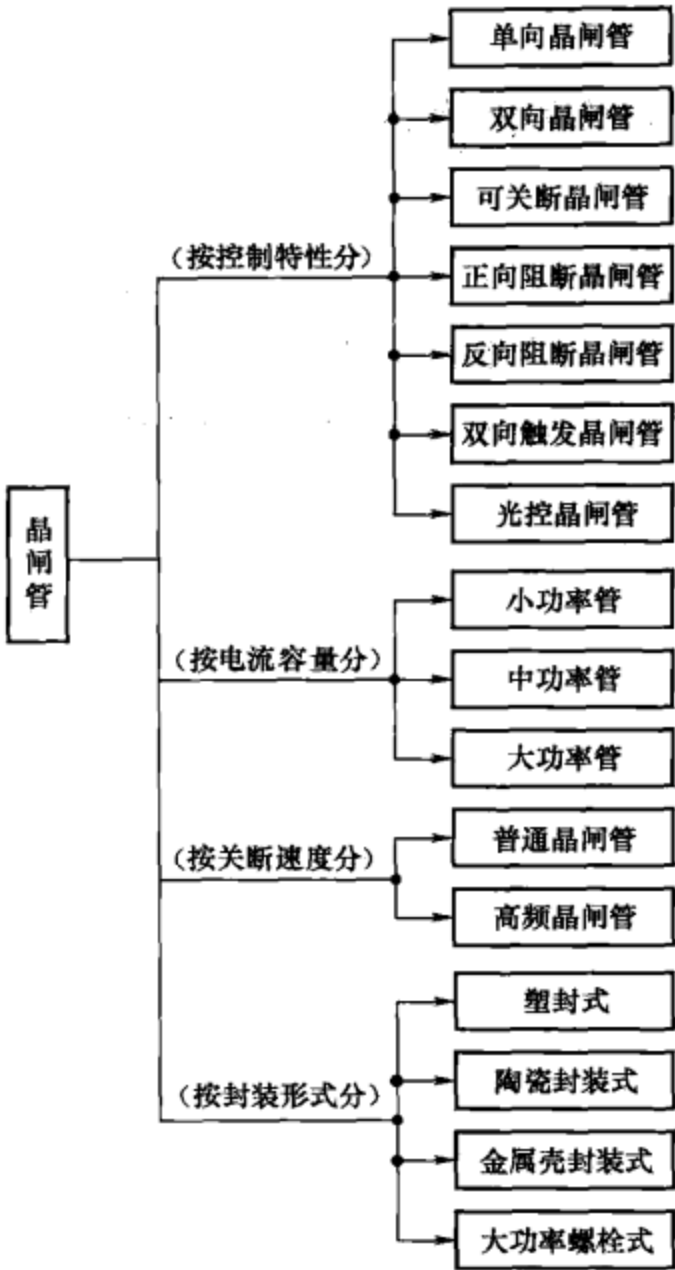 晶闸管
（按控制特性分）
单向晶闸管
双向晶闸管
可关断晶闸管
正向阻断晶闸管
反向阻断晶闸管
双向触发晶闸管
光控晶闸管
（按电流容量分）
小功率管
中功率管
大功率管
（按关断速度分）
普通晶闸管
高频晶闸管
（按封装形式分）
塑封式
陶瓷封装式
金属壳封装式
大功率螺栓式